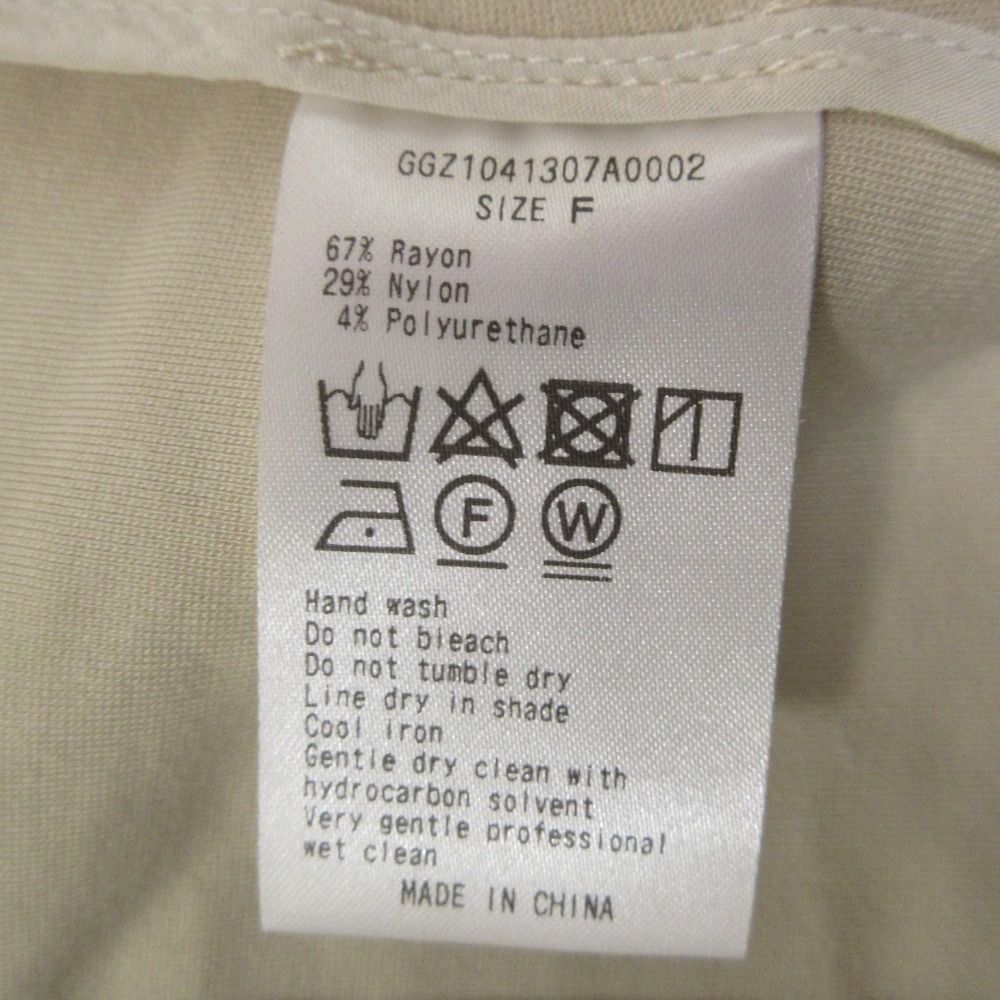 GGZ1041307A0002
SIZE F
67% Rayon
29% Nylon
4% Polyurethane
F W
Hand wash
Do not bleach
Do not tumble dry
Line dry in shade
Cool iron
Gentle dry clean with
hydrocarbon solvent
Very gentle professional
wet clean
MADE IN CHINA